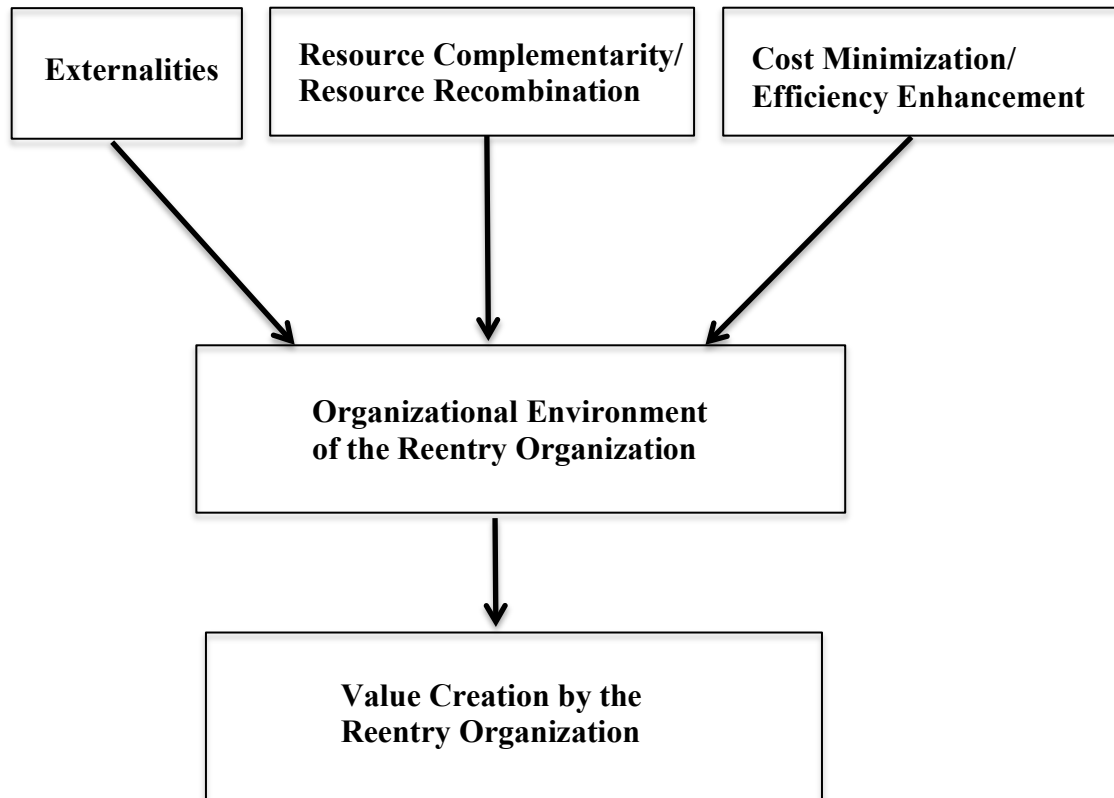 Externalities
Resource Complementarity/
Resource Recombination
Cost Minimization/
Efficiency Enhancement
Organizational Environment
of the Reentry Organization
Value Creation by the
Reentry Organization